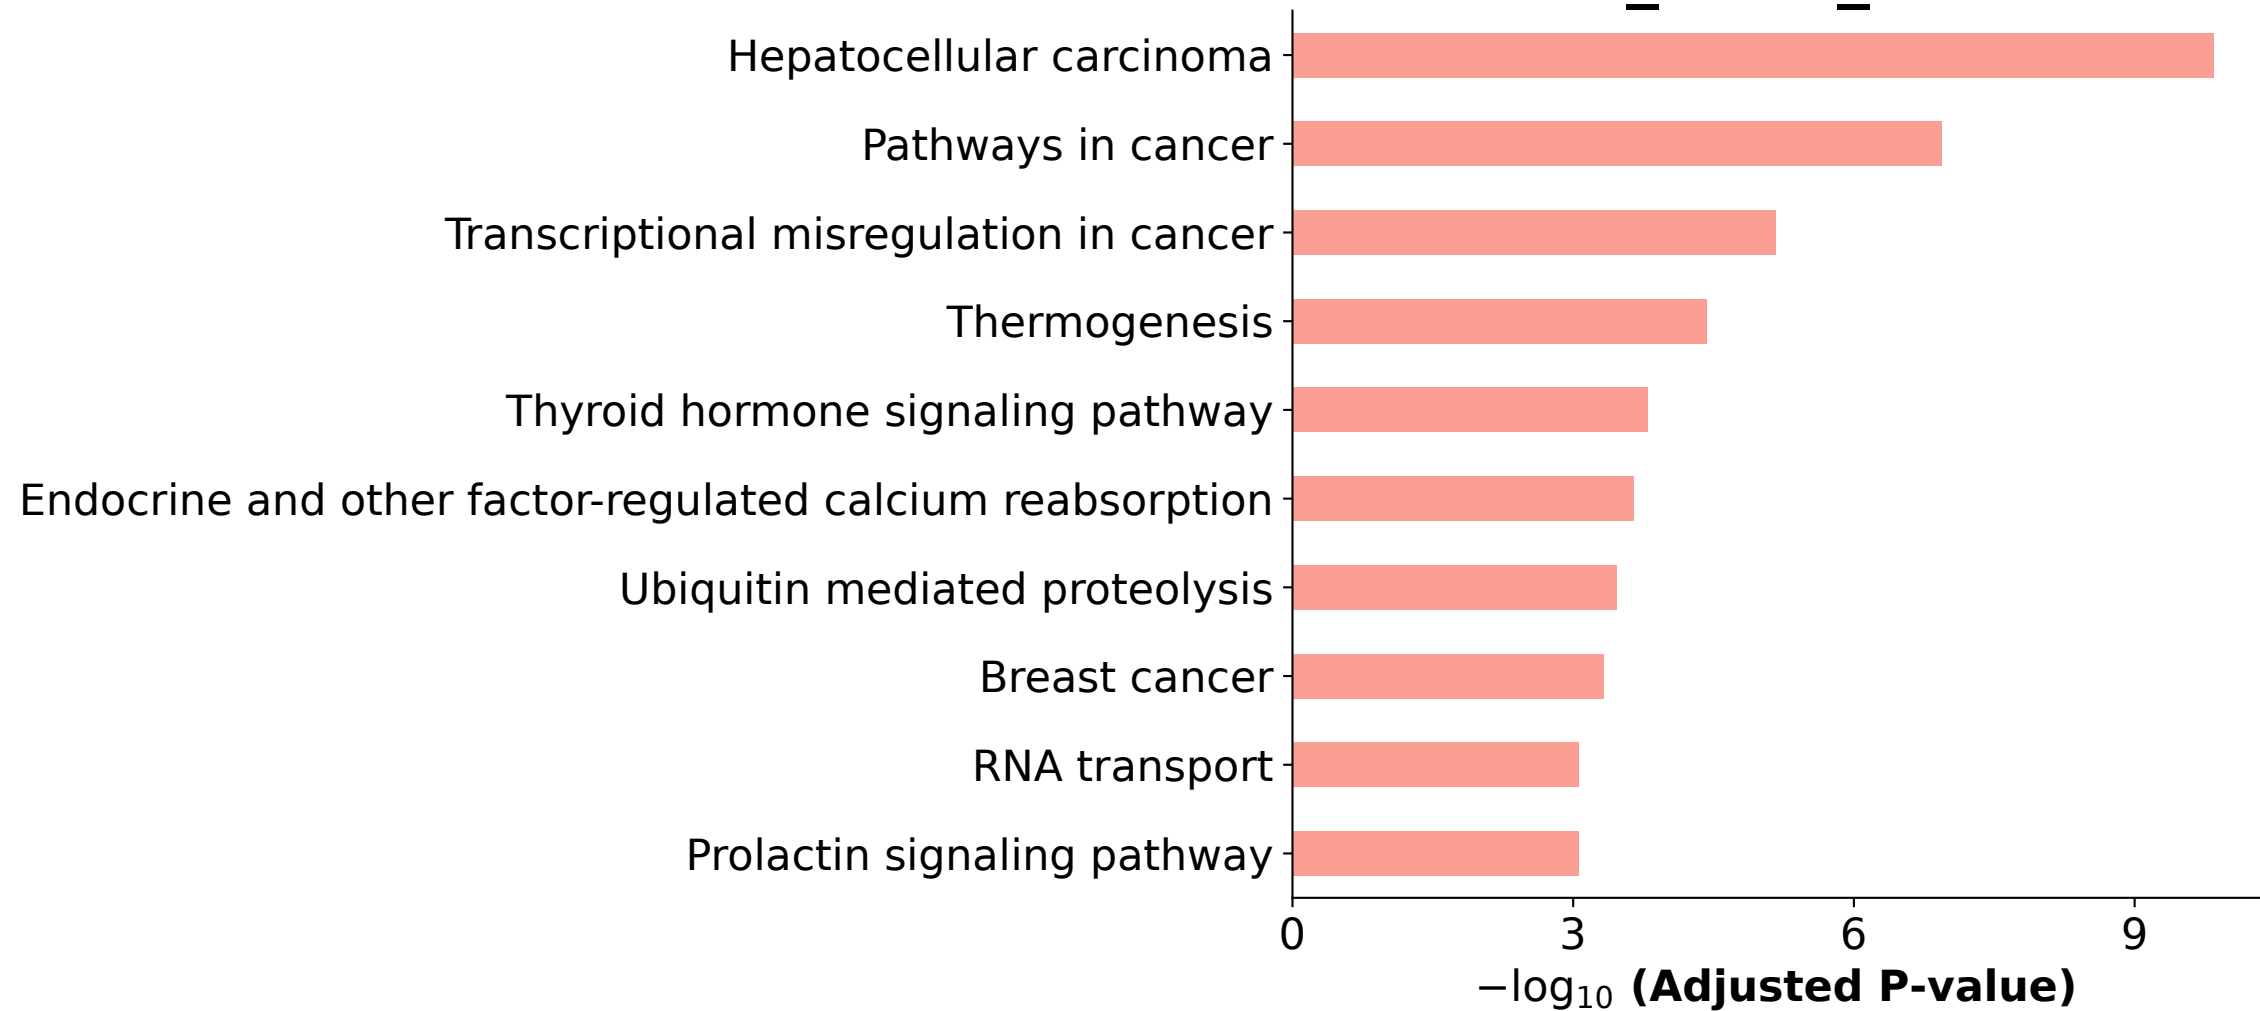 Hepatocellular carcinoma
Pathways in cancer
Transcriptional misregulation in cancer
Thermogenesis
Thyroid hormone signaling pathway
Endocrine and other factor-regulated calcium reabsorption
Ubiquitin mediated proteolysis
Breast cancer
RNA transport
Prolactin signaling pathway
0 3 6 9
−log₁₀ (Adjusted P-value)